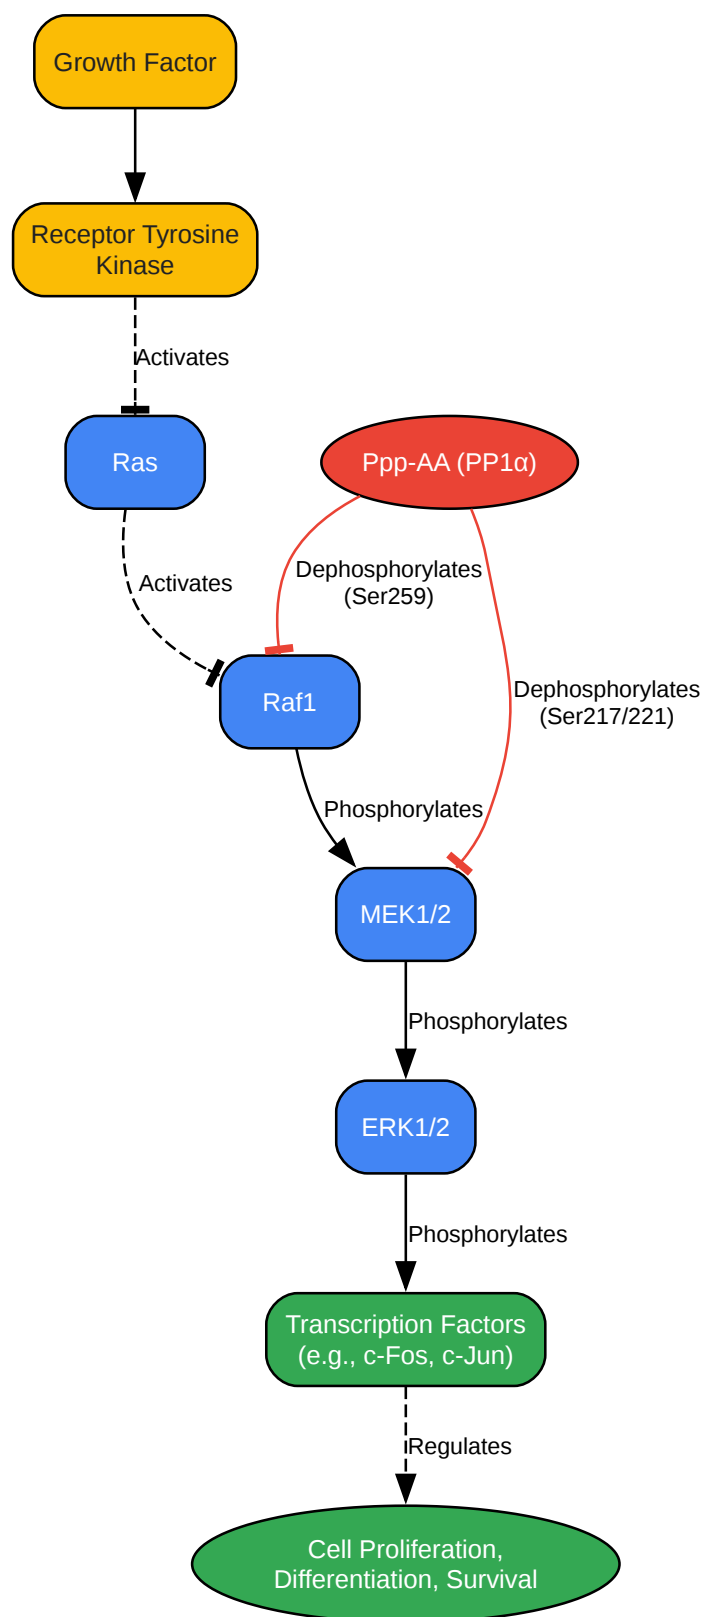 Growth Factor
Receptor Tyrosine
Kinase
Activates
Ras
Ppp-AA (PP1α)
Activates
Dephosphorylates
(Ser259)
Dephosphorylates
(Ser217/221)
Raf1
Phosphorylates
MEK1/2
Phosphorylates
ERK1/2
Phosphorylates
Transcription Factors
(e.g., c-Fos, c-Jun)
Regulates
Cell Proliferation,
Differentiation, Survival